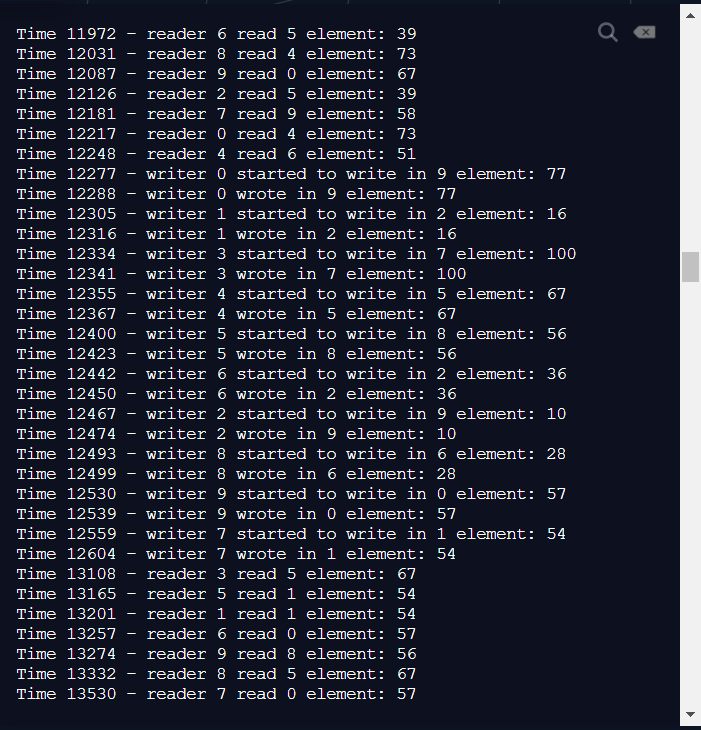 Time 11972 - reader 6 read 5 element: 39
Time 12031 - reader 8 read 4 element: 73
Time 12087 - reader 9 read 0 element: 67
Time 12126 - reader 2 read 5 element: 39
Time 12181 - reader 7 read 9 element: 58
Time 12217 - reader 0 read 4 element: 73
Time 12248 - reader 4 read 6 element: 51
Time 12277 - writer 0 started to write in 9 element: 77
Time 12288 - writer 0 wrote in 9 element: 77
Time 12305 - writer 1 started to write in 2 element: 16
Time 12316 - writer 1 wrote in 2 element: 16
Time 12334 - writer 3 started to write in 7 element: 100
Time 12341 - writer 3 wrote in 7 element: 100
Time 12355 - writer 4 started to write in 5 element: 67
Time 12367 - writer 4 wrote in 5 element: 67
Time 12400 - writer 5 started to write in 8 element: 56
Time 12423 - writer 5 wrote in 8 element: 56
Time 12442 - writer 6 started to write in 2 element: 36
Time 12450 - writer 6 wrote in 2 element: 36
Time 12467 - writer 2 started to write in 9 element: 10
Time 12474 - writer 2 wrote in 9 element: 10
Time 12493 - writer 8 started to write in 6 element: 28
Time 12499 - writer 8 wrote in 6 element: 28
Time 12530 - writer 9 started to write in 0 element: 57
Time 12539 - writer 9 wrote in 0 element: 57
Time 12559 - writer 7 started to write in 1 element: 54
Time 12604 - writer 7 wrote in 1 element: 54
Time 13108 - reader 3 read 5 element: 67
Time 13165 - reader 5 read 1 element: 54
Time 13201 - reader 1 read 1 element: 54
Time 13257 - reader 6 read 0 element: 57
Time 13274 - reader 9 read 8 element: 56
Time 13332 - reader 8 read 5 element: 67
Time 13530 - reader 7 read 0 element: 57